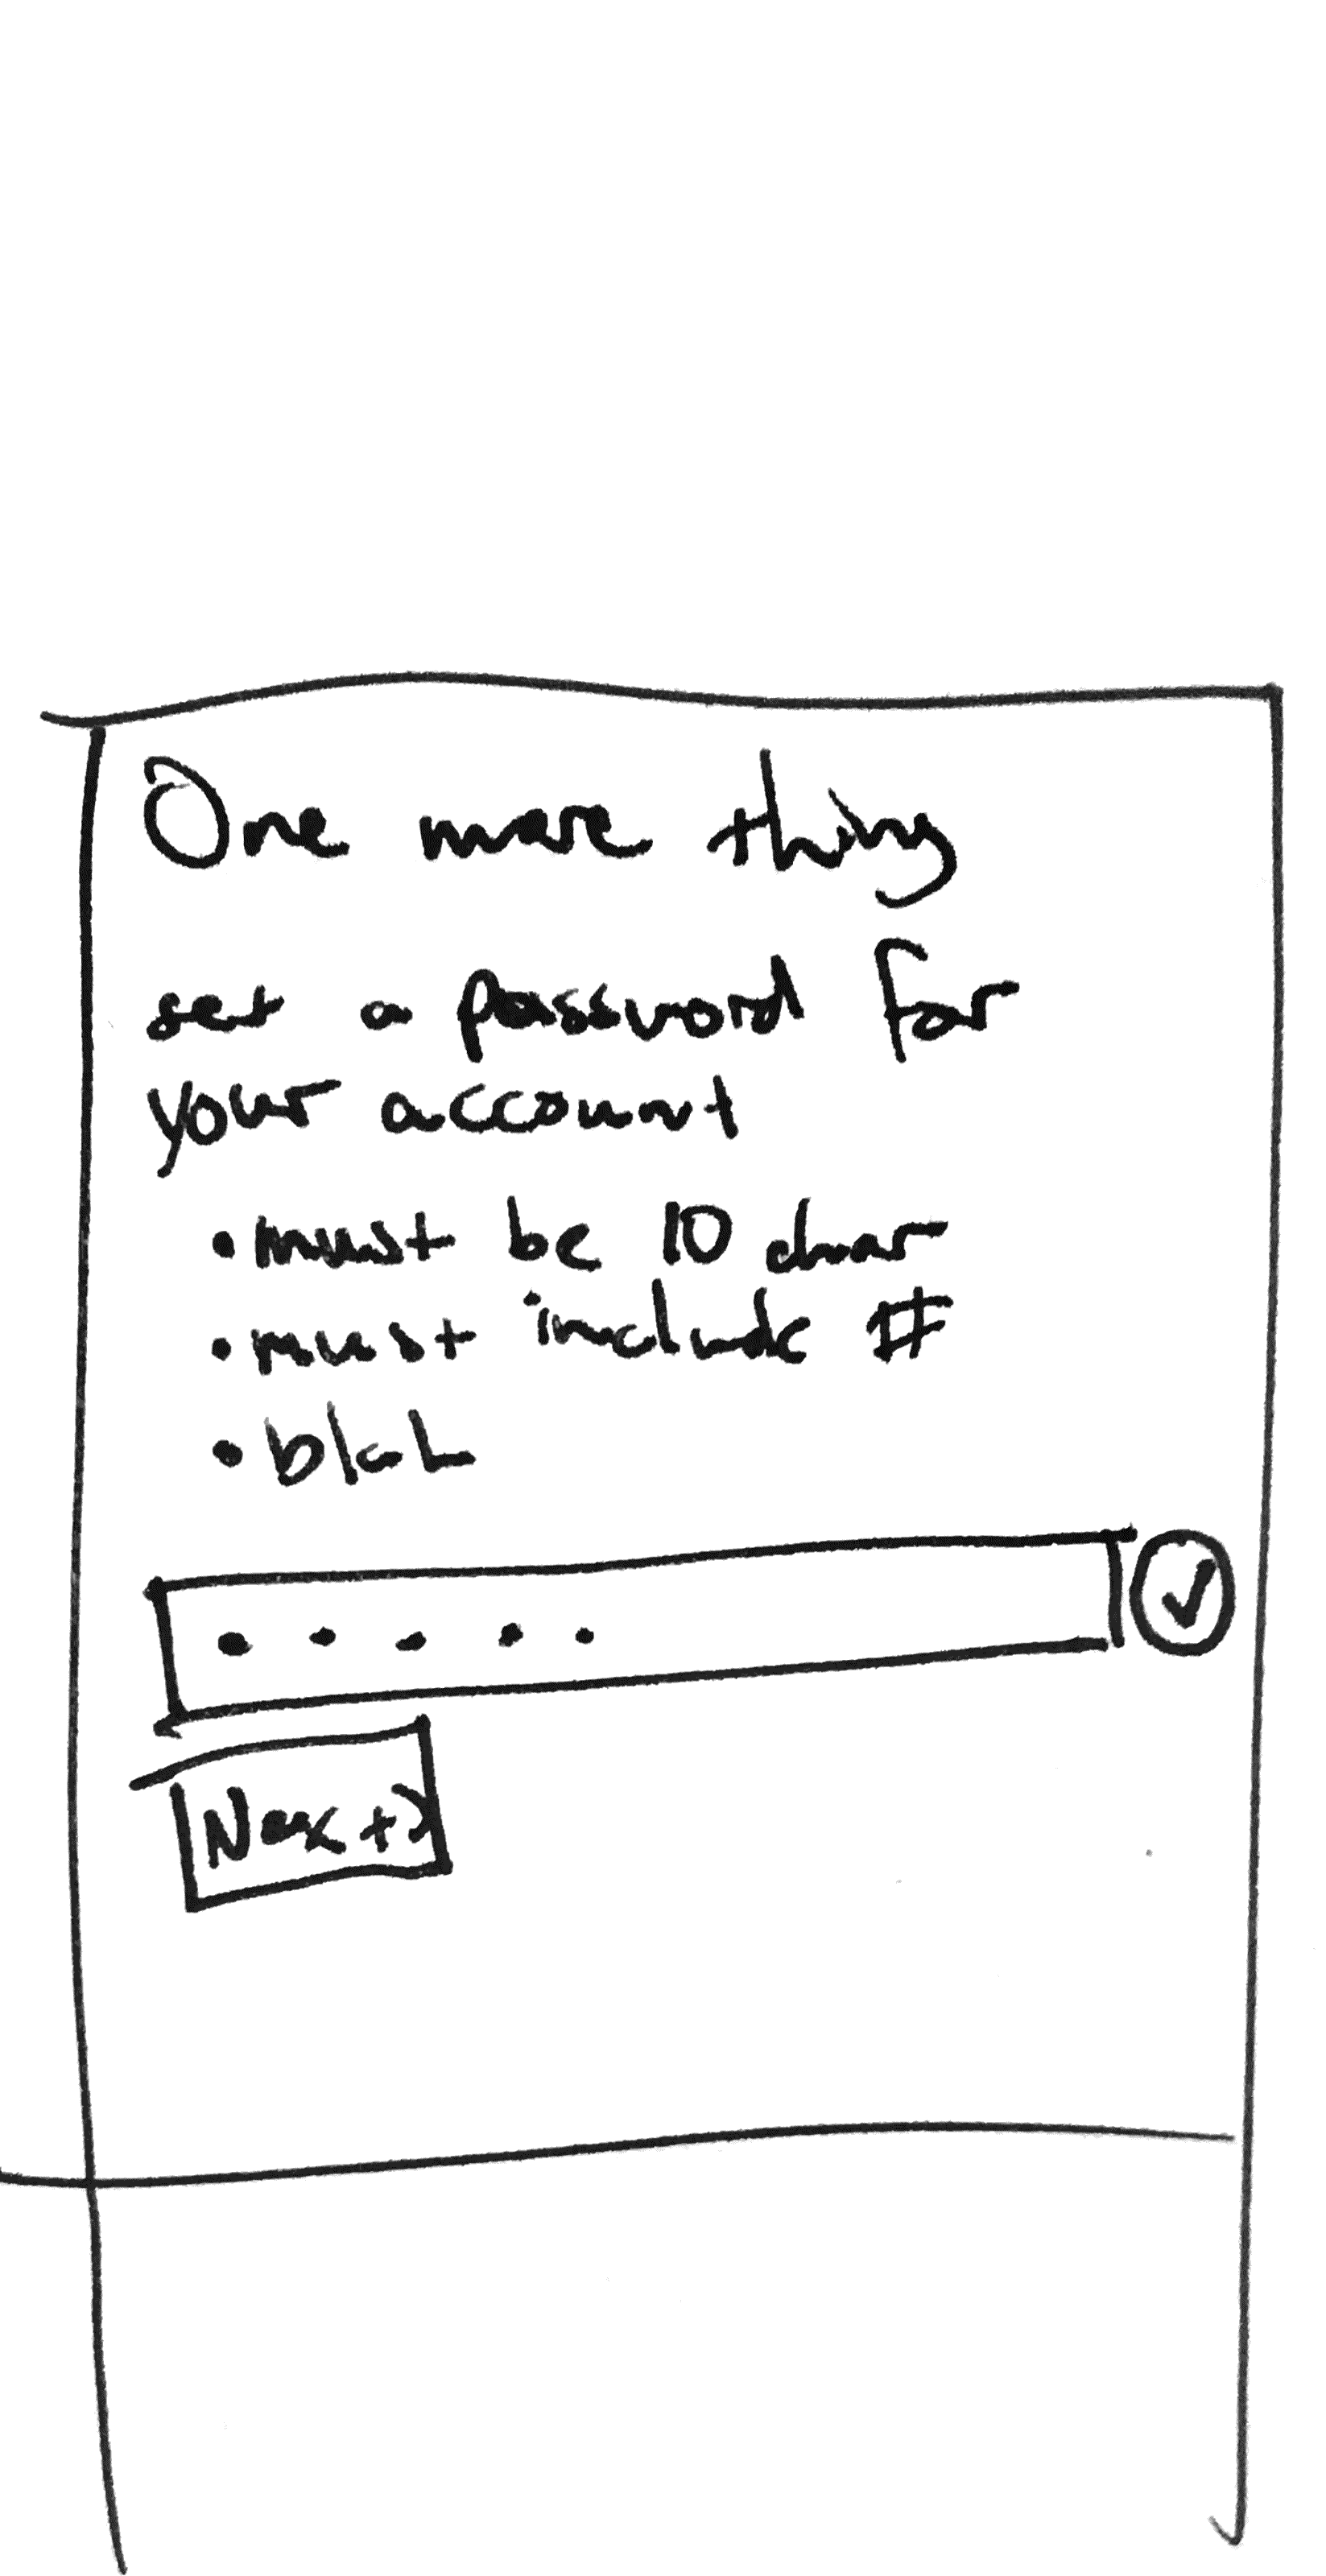 One more thing
set a password for
your account
• must be 10 char
• must include #
• blah
• • • • •
Next >